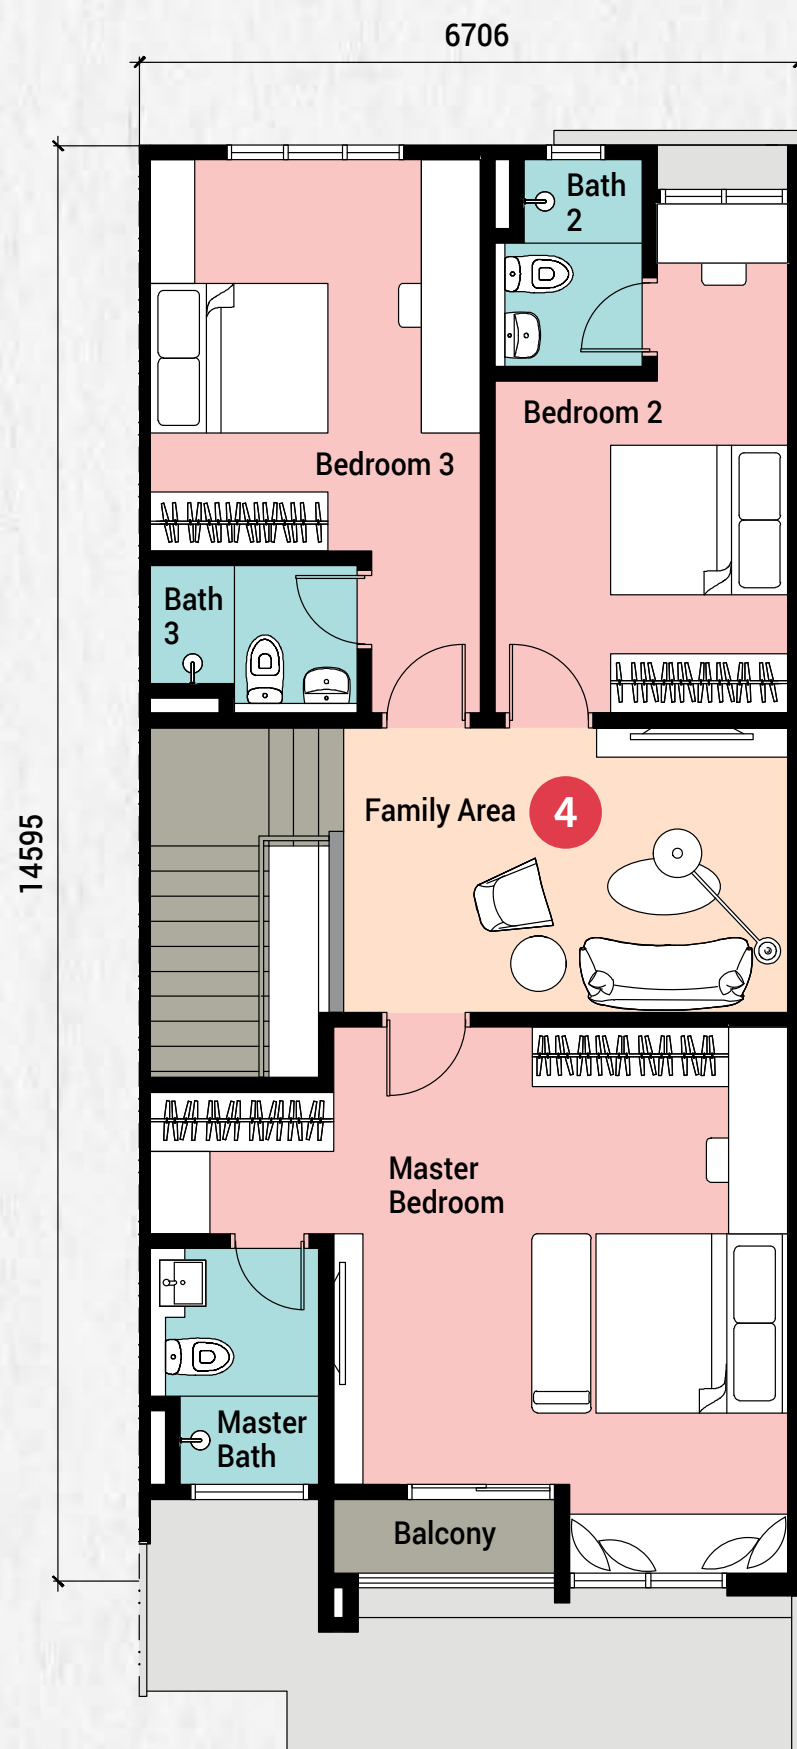 6706
Bath
2
Bedroom 2
Bedroom 3
Bath
3
14595
Family Area
4
Master
Bedroom
Master
Bath
Balcony